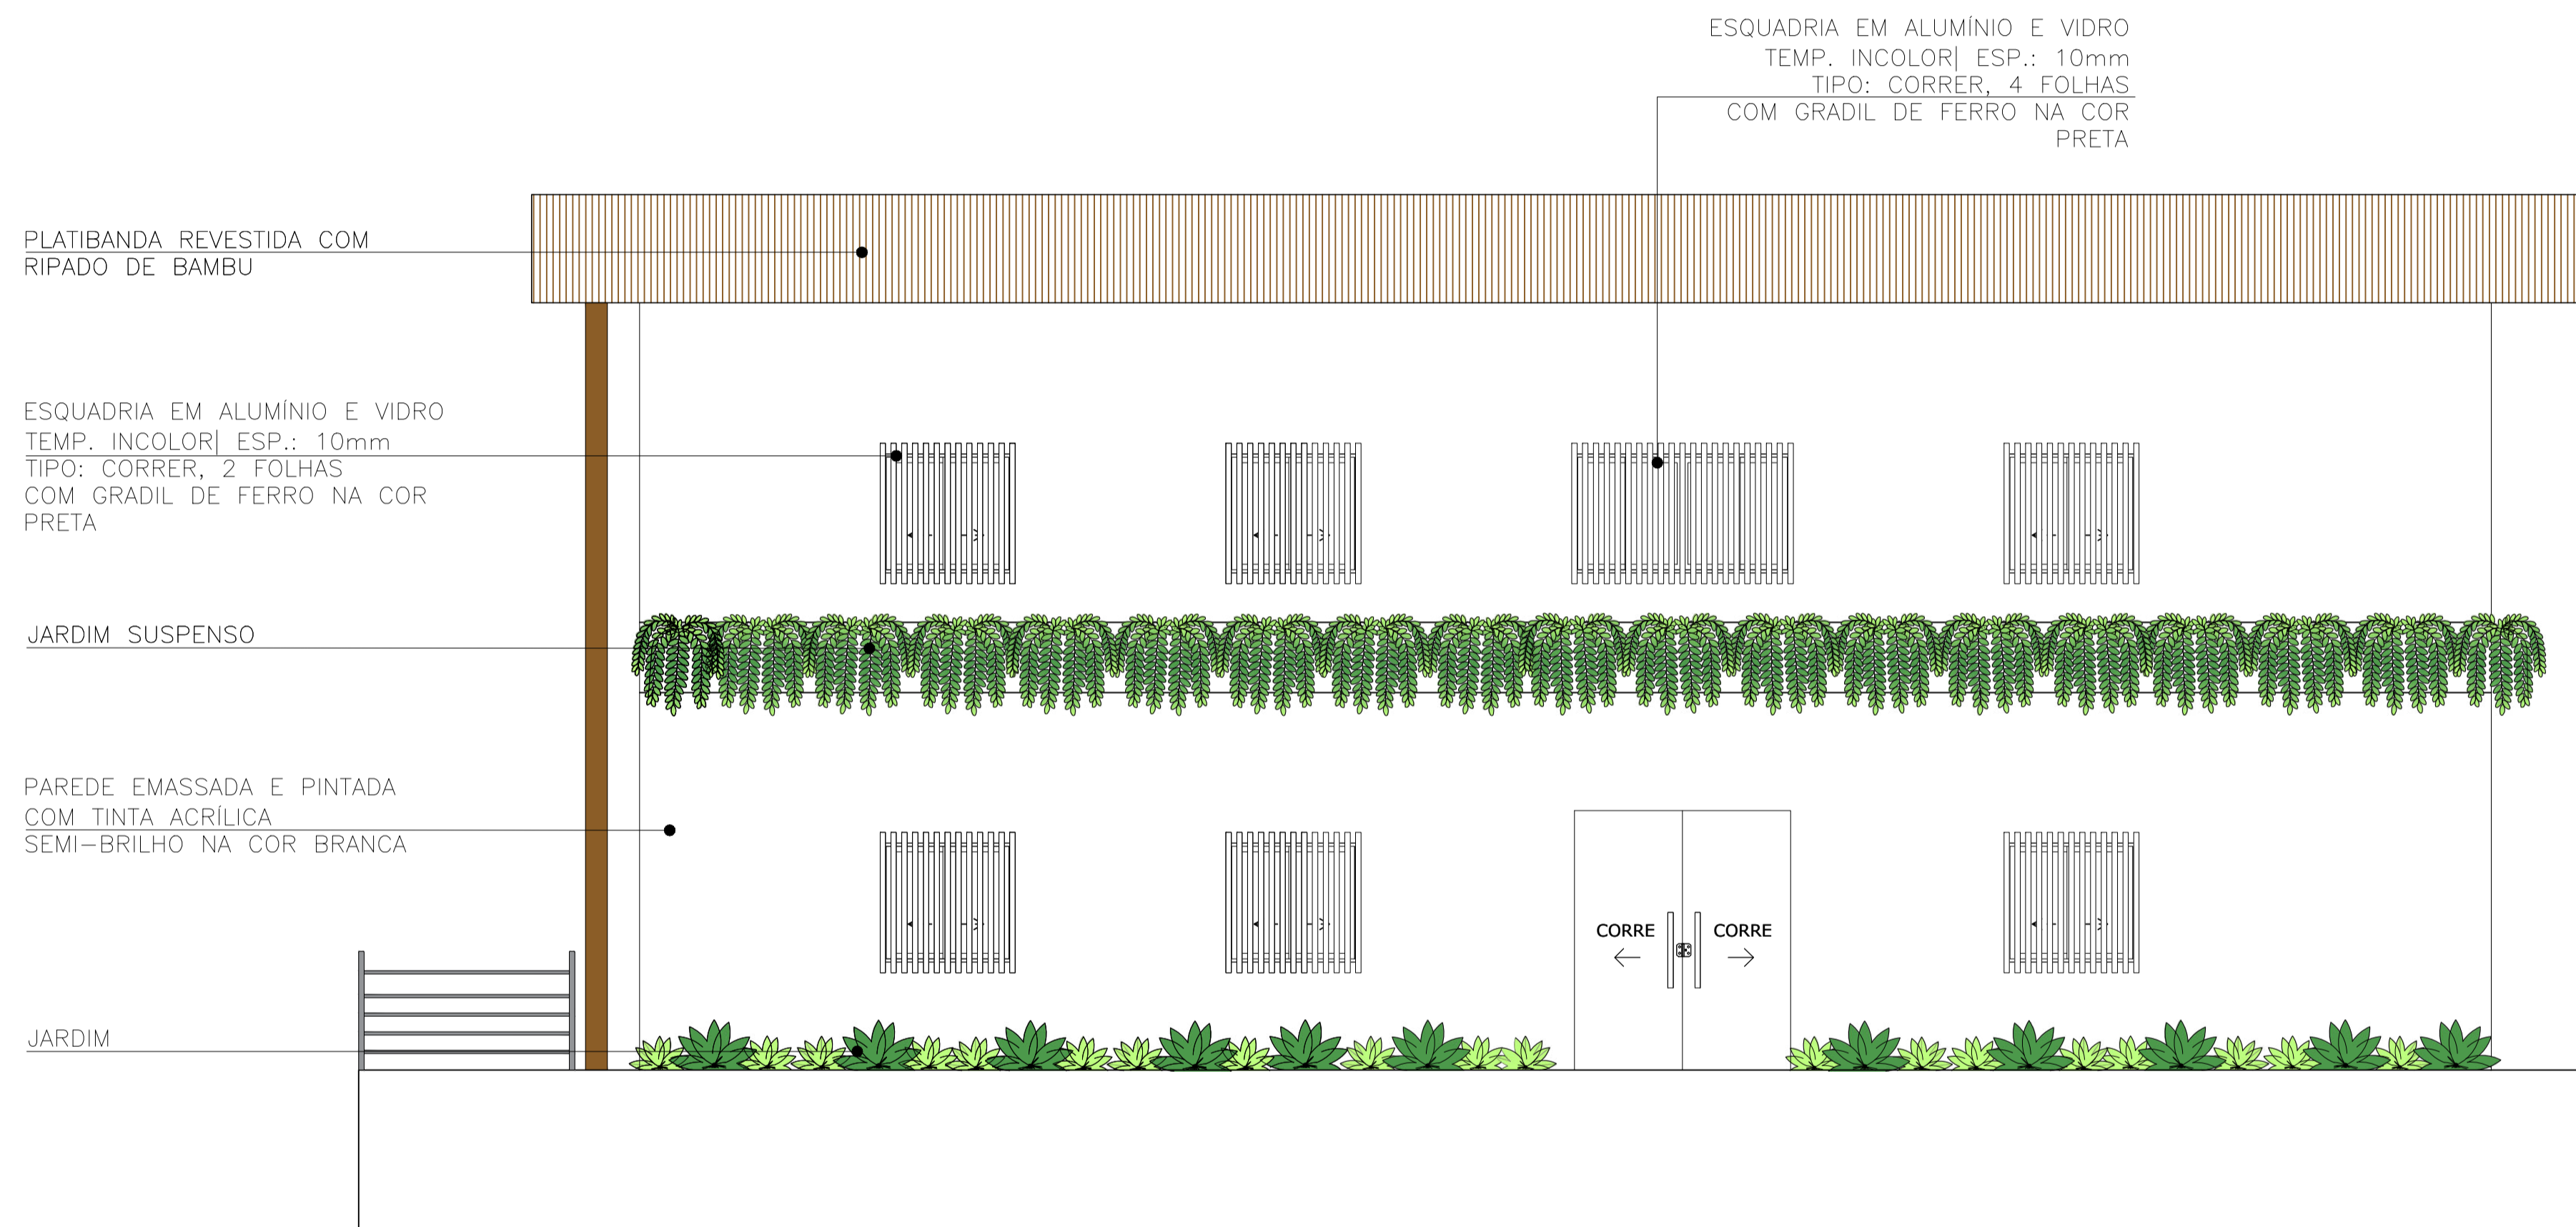 ESQUADRIA EM ALUMÍNIO E VIDRO
TEMP. INCOLOR| ESP.: 10mm
TIPO: CORRER, 4 FOLHAS
COM GRADIL DE FERRO NA COR
PRETA
PLATIBANDA REVESTIDA COM
RIPADO DE BAMBU
ESQUADRIA EM ALUMÍNIO E VIDRO
TEMP. INCOLOR| ESP.: 10mm
TIPO: CORRER, 2 FOLHAS
COM GRADIL DE FERRO NA COR
PRETA
JARDIM SUSPENSO
PAREDE EMASSADA E PINTADA
COM TINTA ACRÍLICA
SEMI-BRILHO NA COR BRANCA
CORRE
CORRE
JARDIM